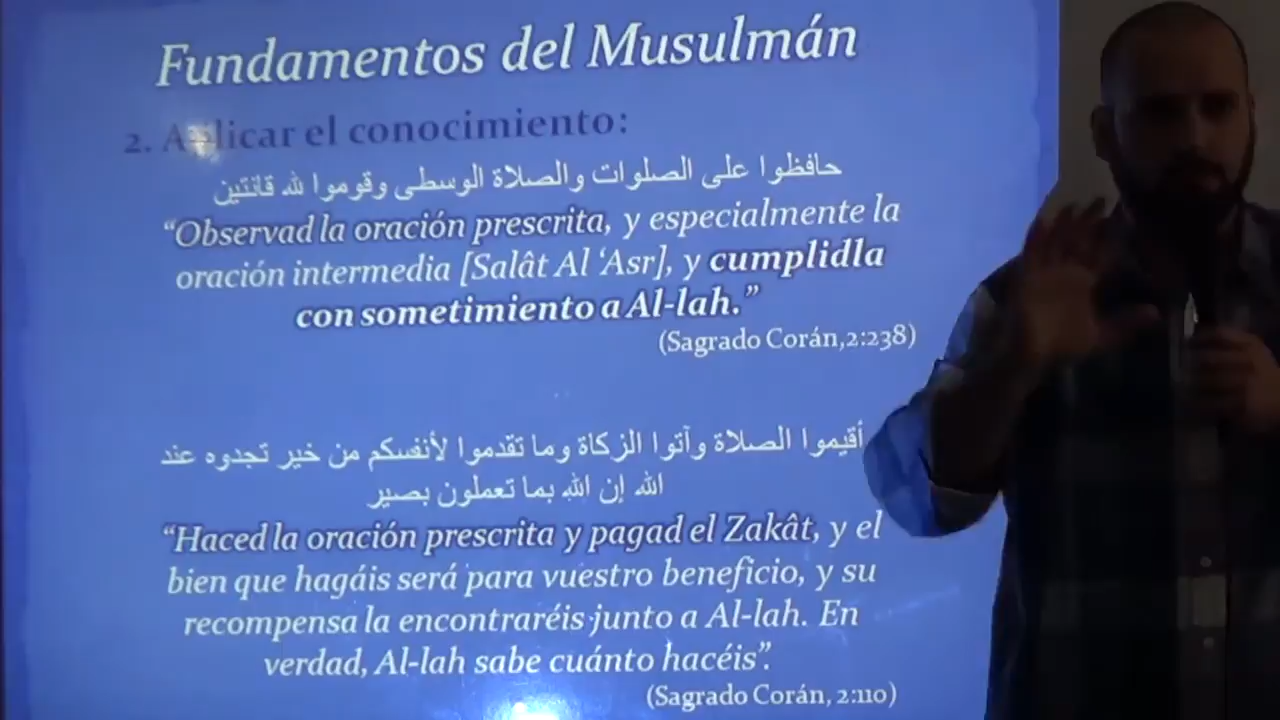 Fundamentos del Musulmán
2. Aplicar el conocimiento:
حافظوا على الصلوات والصلاة الوسطى وقوموا لله قانتين
“Observad la oración prescrita, y especialmente la
oración intermedia [Salât Al ‘Asr], y cumplidla
con sometimiento a Al-lah.”
(Sagrado Corán,2:238)
أقيموا الصلاة وآتوا الزكاة وما تقدموا لأنفسكم من خير تجدوه عند
الله إن الله بما تعملون بصير
“Haced la oración prescrita y pagad el Zakât, y el
bien que hagáis será para vuestro beneficio, y su
recompensa la encontraréis junto a Al-lah. En
verdad, Al-lah sabe cuánto hacéis”.
(Sagrado Corán, 2:110)